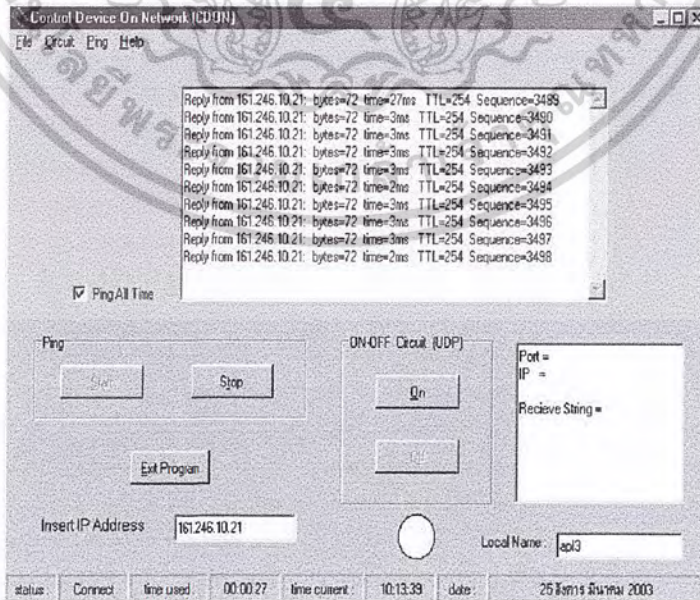 Control Device On Network (CDON)
File Circuit Ping Help
Reply from 161.246.10.21: bytes=72 time=27ms TTL=254 Sequence=3489
Reply from 161.246.10.21: bytes=72 time=3ms TTL=254 Sequence=3490
Reply from 161.246.10.21: bytes=72 time=3ms TTL=254 Sequence=3491
Reply from 161.246.10.21: bytes=72 time=3ms TTL=254 Sequence=3492
Reply from 161.246.10.21: bytes=72 time=3ms TTL=254 Sequence=3493
Reply from 161.246.10.21: bytes=72 time=2ms TTL=254 Sequence=3494
Reply from 161.246.10.21: bytes=72 time=3ms TTL=254 Sequence=3495
Reply from 161.246.10.21: bytes=72 time=3ms TTL=254 Sequence=3496
Reply from 161.246.10.21: bytes=72 time=3ms TTL=254 Sequence=3497
Reply from 161.246.10.21: bytes=72 time=2ms TTL=254 Sequence=3498
Ping All Time
Ping
Start
Stop
ON-OFF Circuit (UDP)
On
Off
Port =
IP =
Recieve String =
Exit Program
Insert IP Address
161.246.10.21
Local Name :
apl3
status : Connect time used : 00:00:27 time current : 10:13:39 date : 25 อังคาร มีนาคม 2003